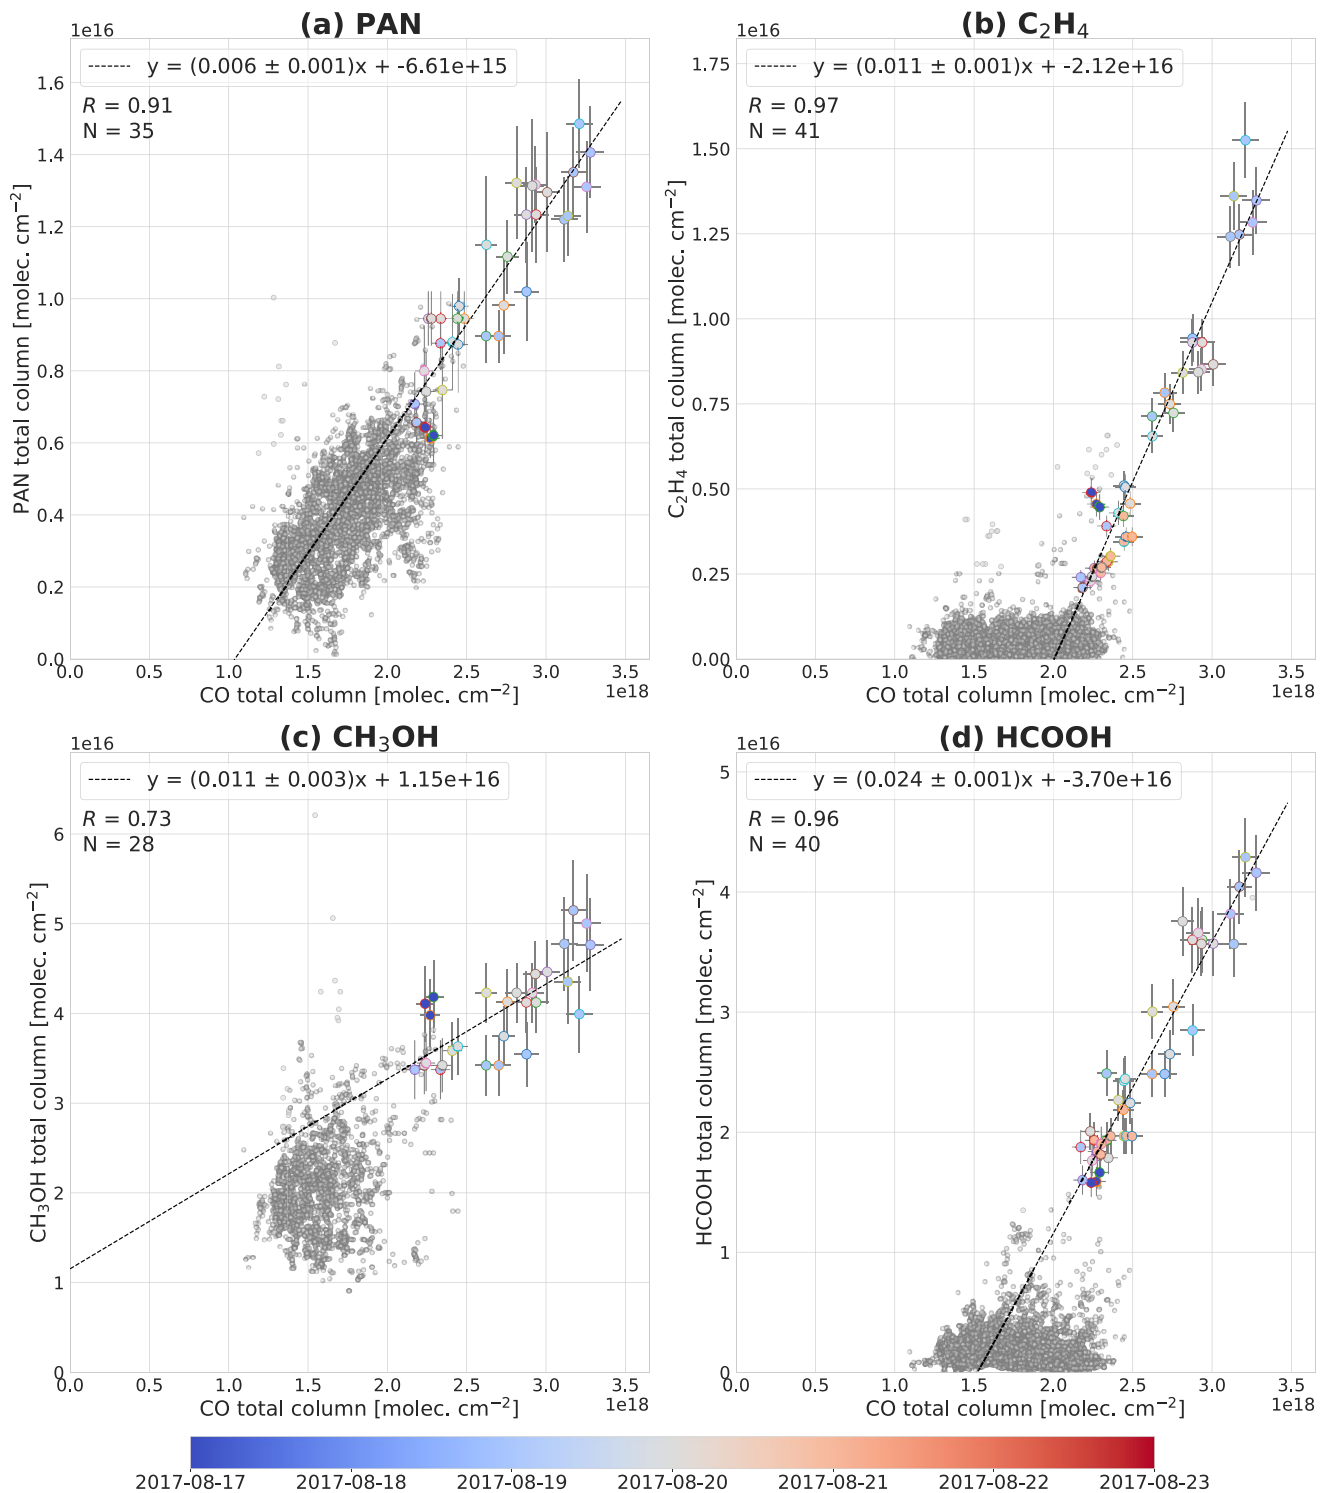 (a) PAN
1e16
y = (0.006 ± 0.001)x + -6.61e+15
R = 0.91
N = 35
1.6
1.4
1.2
1.0
0.8
0.6
0.4
0.2
0.0
PAN total column [molec. cm⁻²]
0.0 0.5 1.0 1.5 2.0 2.5 3.0 3.5
1e18
CO total column [molec. cm⁻²]
(b) C₂H₄
1e16
y = (0.011 ± 0.001)x + -2.12e+16
R = 0.97
N = 41
1.75
1.50
1.25
1.00
0.75
0.50
0.25
0.00
C₂H₄ total column [molec. cm⁻²]
0.0 0.5 1.0 1.5 2.0 2.5 3.0 3.5
1e18
CO total column [molec. cm⁻²]
(c) CH₃OH
1e16
y = (0.011 ± 0.003)x + 1.15e+16
R = 0.73
N = 28
6
5
4
3
2
1
0
CH₃OH total column [molec. cm⁻²]
0.0 0.5 1.0 1.5 2.0 2.5 3.0 3.5
1e18
CO total column [molec. cm⁻²]
(d) HCOOH
1e16
y = (0.024 ± 0.001)x + -3.70e+16
R = 0.96
N = 40
5
4
3
2
1
0
HCOOH total column [molec. cm⁻²]
0.0 0.5 1.0 1.5 2.0 2.5 3.0 3.5
1e18
CO total column [molec. cm⁻²]
2017-08-17 2017-08-18 2017-08-19 2017-08-20 2017-08-21 2017-08-22 2017-08-23